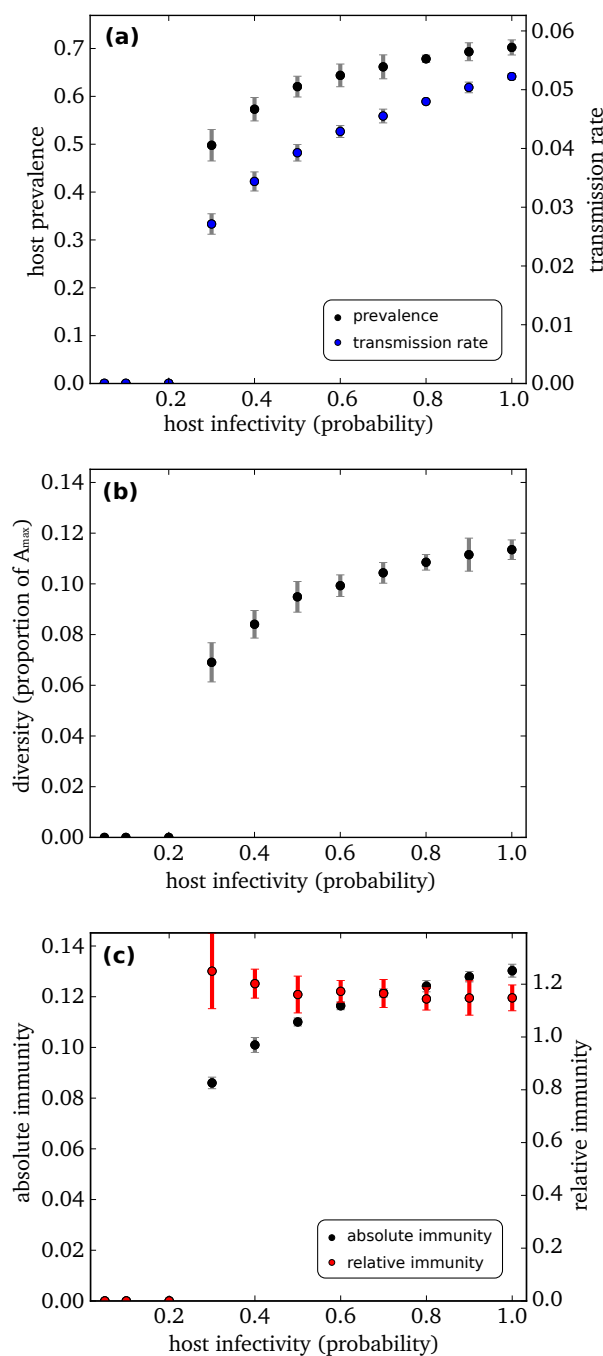 (a)
0.7
0.6
0.5
0.4
0.3
0.2
0.1
0.0
host prevalence
0.06
0.05
0.04
0.03
0.02
0.01
0.00
transmission rate
prevalence
transmission rate
0.2 0.4 0.6 0.8 1.0
host infectivity (probability)
(b)
0.14
0.12
0.10
0.08
0.06
0.04
0.02
0.00
diversity (proportion of Amax)
0.2 0.4 0.6 0.8 1.0
host infectivity (probability)
(c)
0.14
0.12
0.10
0.08
0.06
0.04
0.02
0.00
absolute immunity
1.2
1.0
0.8
0.6
0.4
0.2
0.0
relative immunity
absolute immunity
relative immunity
0.2 0.4 0.6 0.8 1.0
host infectivity (probability)